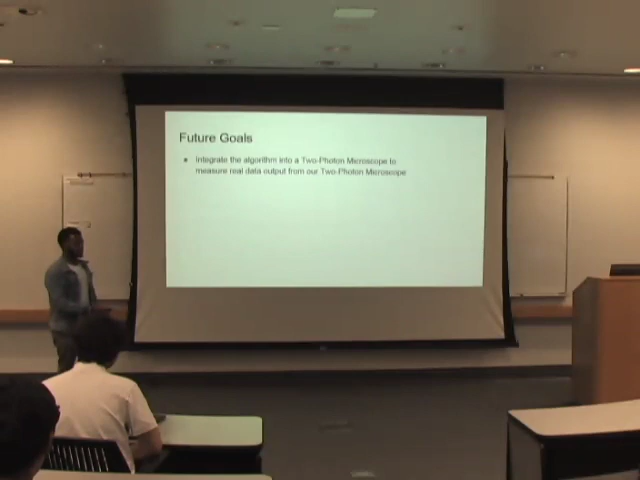 Future Goals
● Integrate the algorithm into a Two-Photon Microscope to
measure real data output from our Two-Photon Microscope